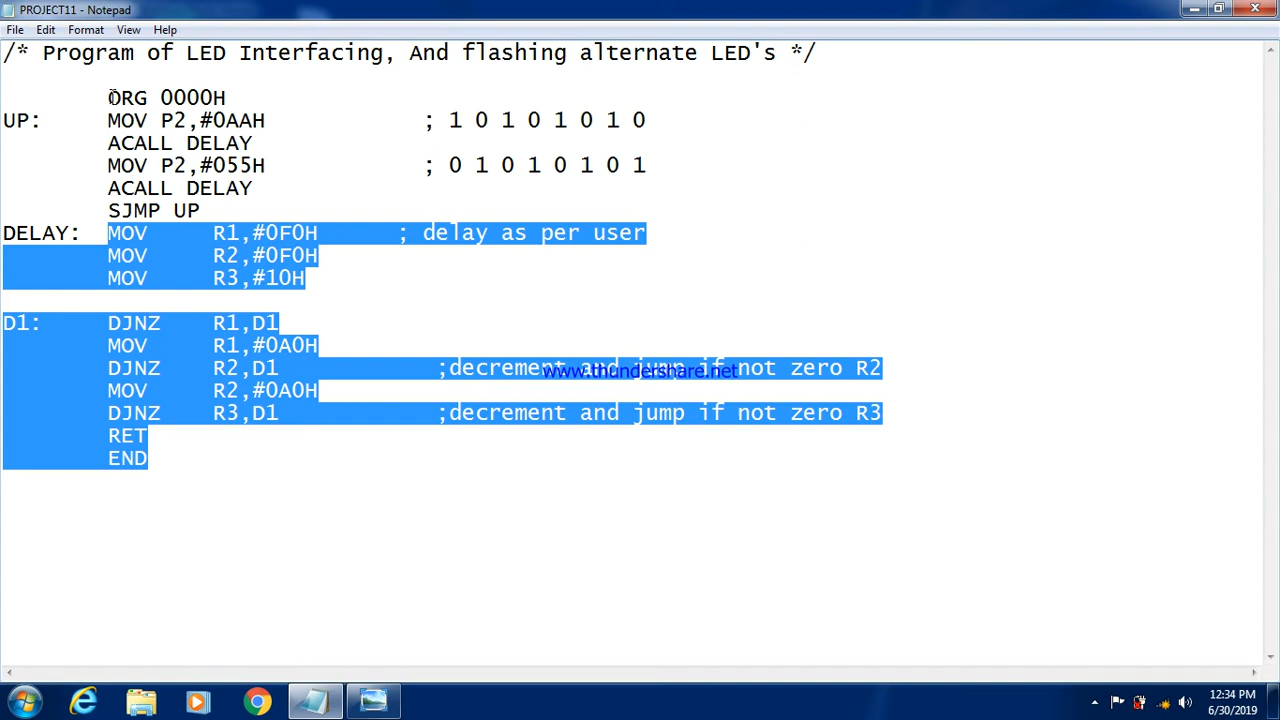 PROJECT11 - Notepad
File Edit Format View Help
/* Program of LED Interfacing, And flashing alternate LED's */
ORG 0000H
UP: MOV P2,#0AAH ; 1 0 1 0 1 0 1 0
ACALL DELAY
MOV P2,#055H ; 0 1 0 1 0 1 0 1
ACALL DELAY
SJMP UP
DELAY: MOV R1,#0F0H ; delay as per user
MOV R2,#0F0H
MOV R3,#10H
D1: DJNZ R1,D1
MOV R1,#0A0H
DJNZ R2,D1 ;decrement and jump if not zero R2
www.thundershare.net
MOV R2,#0A0H
DJNZ R3,D1 ;decrement and jump if not zero R3
RET
END
12:34 PM
6/30/2019